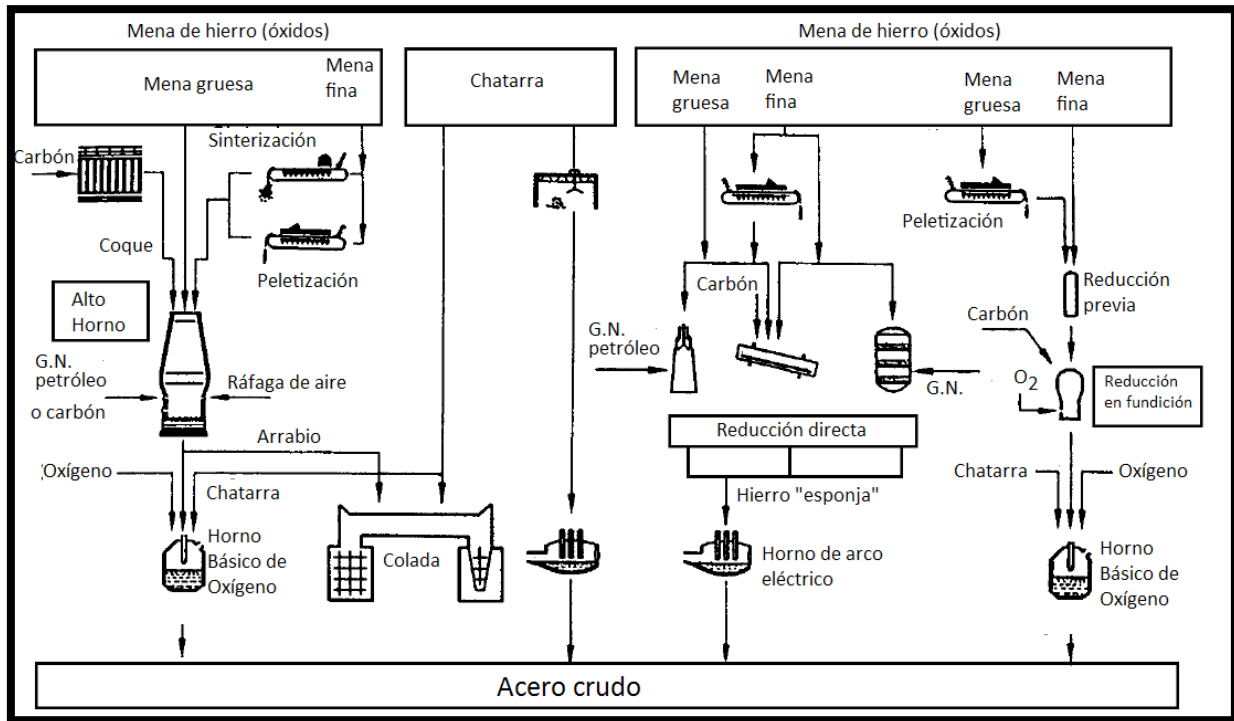 Mena de hierro (óxidos)
Mena de hierro (óxidos)
Mena gruesa
Mena
fina
Chatarra
Mena
gruesa
Mena
fina
Mena
gruesa
Mena
fina
Sinterización
Carbón
Peletización
Coque
Peletización
Alto
Horno
Carbón
Reducción
previa
Carbón
G.N.
petróleo
G.N.
petróleo
o carbón
Ráfaga de aire
G.N.
O2
Reducción
en fundición
Arrabio
Reducción directa
Oxígeno
Chatarra
Hierro "esponja"
Chatarra
Oxígeno
Horno
Básico de
Oxígeno
Colada
Horno de arco
eléctrico
Horno
Básico de
Oxígeno
Acero crudo